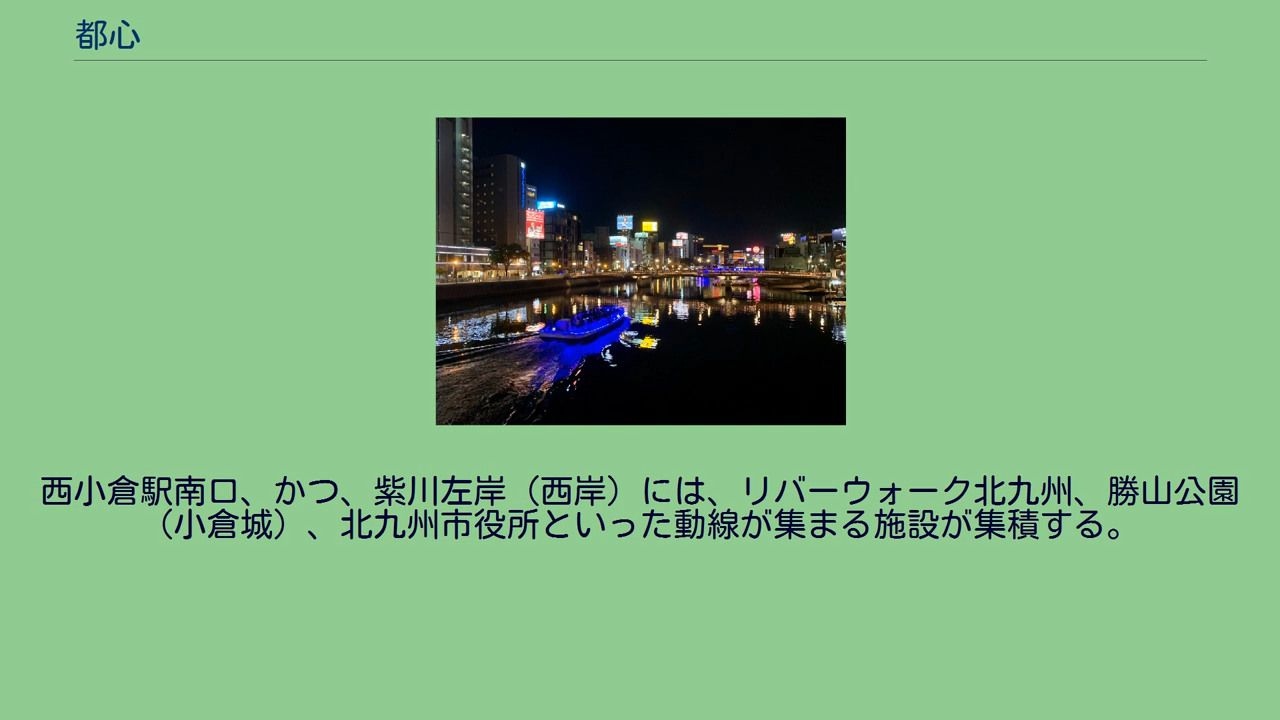 都心
西小倉駅南口、かつ、紫川左岸（西岸）には、リバーウォーク北九州、勝山公園
（小倉城）、北九州市役所といった動線が集まる施設が集積する。